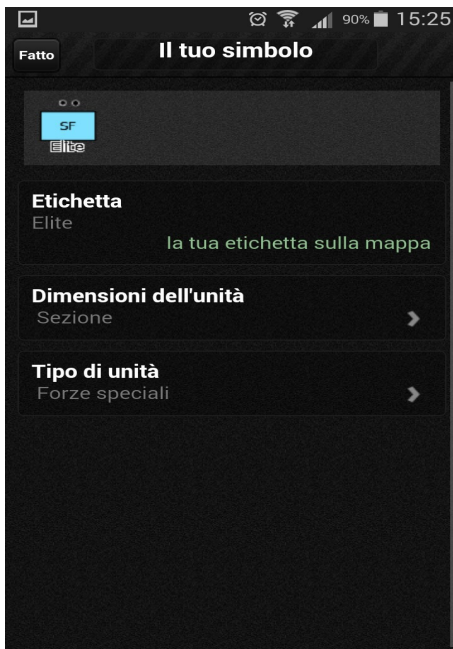 90% 15:25
Fatto Il tuo simbolo
SF
Elite
Etichetta
Elite
la tua etichetta sulla mappa
Dimensioni dell'unità
Sezione
Tipo di unità
Forze speciali